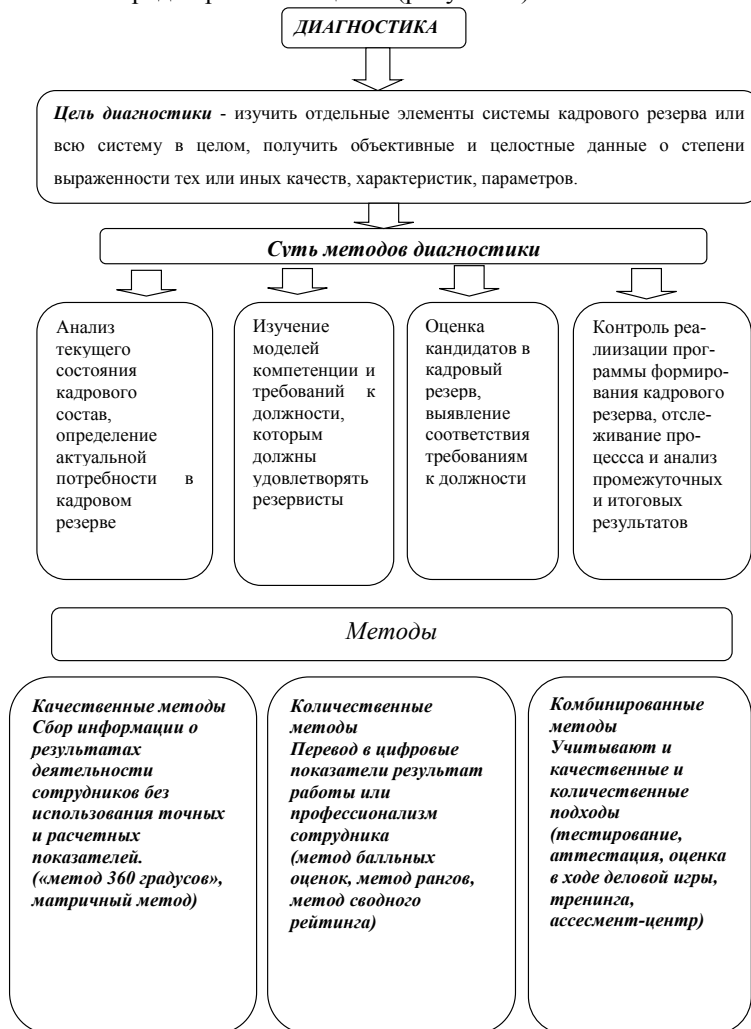 ДИАГНОСТИКА
Цель диагностики - изучить отдельные элементы системы кадрового резерва или
всю систему в целом, получить объективные и целостные данные о степени
выраженности тех или иных качеств, характеристик, параметров.
Суть методов диагностики
Анализ
текущего
состояния
кадрового
состав,
определение
актуальной
потребности в
кадровом
резерве
Изучение
моделей
компетенции и
требований к
должности,
которым
должны
удовлетворять
резервисты
Оценка
кандидатов в
кадровый
резерв,
выявление
соответствия
требованиям
к должности
Контроль реа-
лиизации прог-
раммы формиро-
вания кадрового
резерва, отсле-
живание про-
цессса и анализ
промежуточных
и итоговых
результатов
Методы
Качественные методы
Сбор информации о
результатах
деятельности
сотрудников без
использования точных
и расчетных
показателей.
(«метод 360 градусов»,
матричный метод)
Количественные
методы
Перевод в цифровые
показатели результат
работы или
профессионализм
сотрудника
(метод балльных
оценок, метод рангов,
метод сводного
рейтинга)
Комбинированные
методы
Учитывают и
качественные и
количественные
подходы
(тестирование,
аттестация, оценка
в ходе деловой игры,
тренинга,
ассесмент-центр)